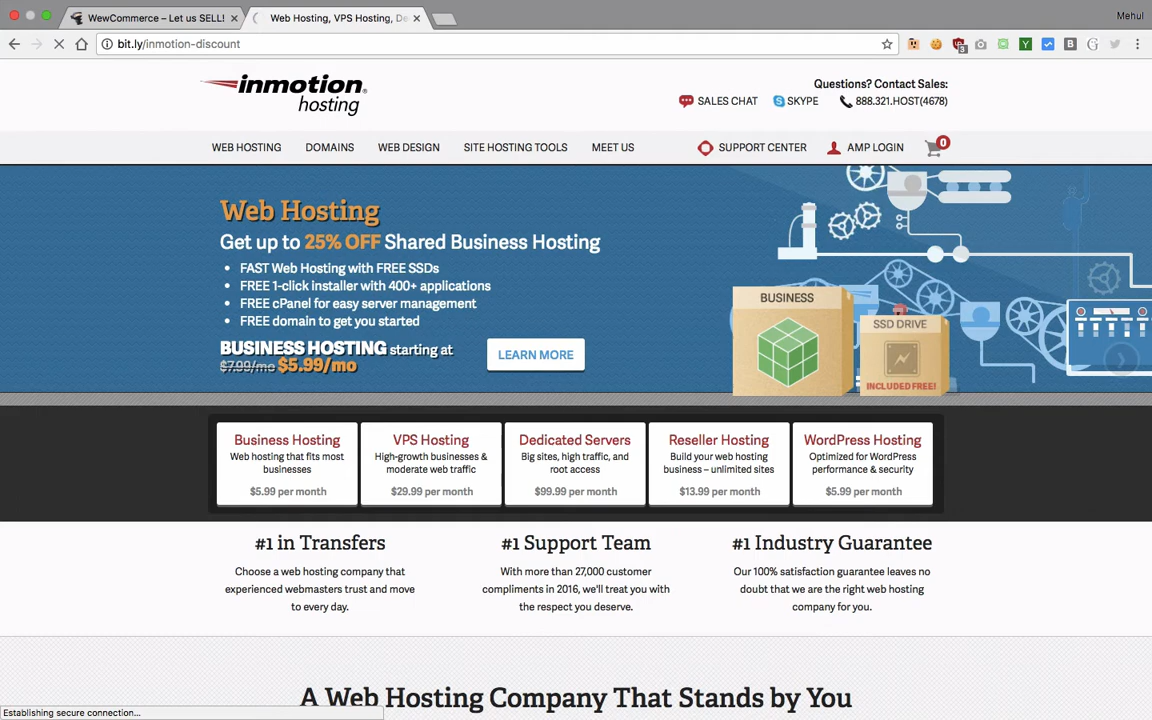 WewCommerce – Let us SELL!
Web Hosting, VPS Hosting, De
Mehul
bit.ly/inmotion-discount
inmotion
hosting
Questions? Contact Sales:
SALES CHAT
SKYPE
888.321.HOST(4678)
WEB HOSTING
DOMAINS
WEB DESIGN
SITE HOSTING TOOLS
MEET US
SUPPORT CENTER
AMP LOGIN
0
Web Hosting
Get up to 25% OFF Shared Business Hosting
• FAST Web Hosting with FREE SSDs
• FREE 1-click installer with 400+ applications
• FREE cPanel for easy server management
• FREE domain to get you started
BUSINESS HOSTING starting at
$7.99/mo $5.99/mo
LEARN MORE
BUSINESS
SSD DRIVE
INCLUDED FREE!
Business Hosting
Web hosting that fits most
businesses
$5.99 per month
VPS Hosting
High-growth businesses &
moderate web traffic
$29.99 per month
Dedicated Servers
Big sites, high traffic, and
root access
$99.99 per month
Reseller Hosting
Build your web hosting
business – unlimited sites
$13.99 per month
WordPress Hosting
Optimized for WordPress
performance & security
$5.99 per month
#1 in Transfers
Choose a web hosting company that
experienced webmasters trust and move
to every day.
#1 Support Team
With more than 27,000 customer
compliments in 2016, we'll treat you with
the respect you deserve.
#1 Industry Guarantee
Our 100% satisfaction guarantee leaves no
doubt that we are the right web hosting
company for you.
A Web Hosting Company That Stands by You
Establishing secure connection...